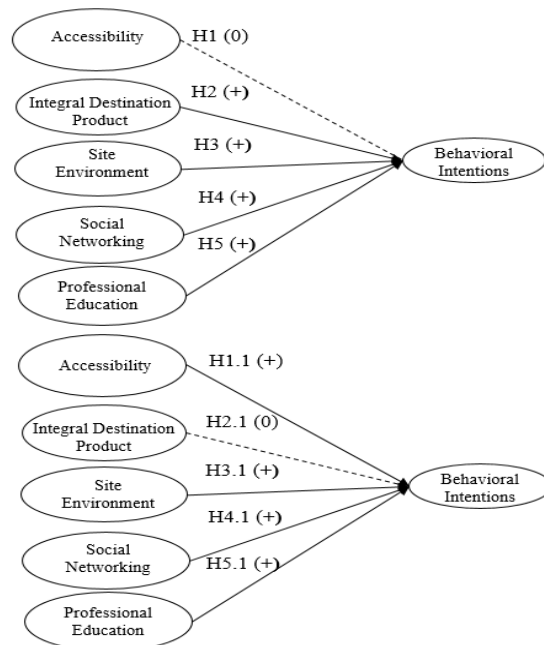 Accessibility
H1 (0)
Integral Destination
Product
H2 (+)
Site
Environment
H3 (+)
Social
Networking
H4 (+)
Professional
Education
H5 (+)
Behavioral
Intentions
Accessibility
H1.1 (+)
Integral Destination
Product
H2.1 (0)
Site
Environment
H3.1 (+)
Social
Networking
H4.1 (+)
Professional
Education
H5.1 (+)
Behavioral
Intentions